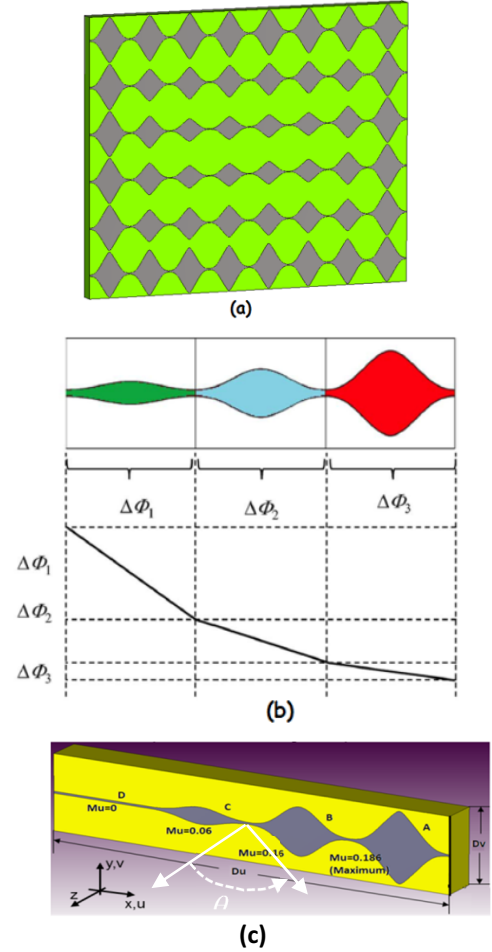 (a)
ΔΦ₁
ΔΦ₂
ΔΦ₃
ΔΦ₁
ΔΦ₂
ΔΦ₃
(b)
D
Mu=0
C
Mu=0.06
B
Mu=0.16
A
Mu=0.186
(Maximum)
Du
Dv
y,v
x,u
z
θ
(c)